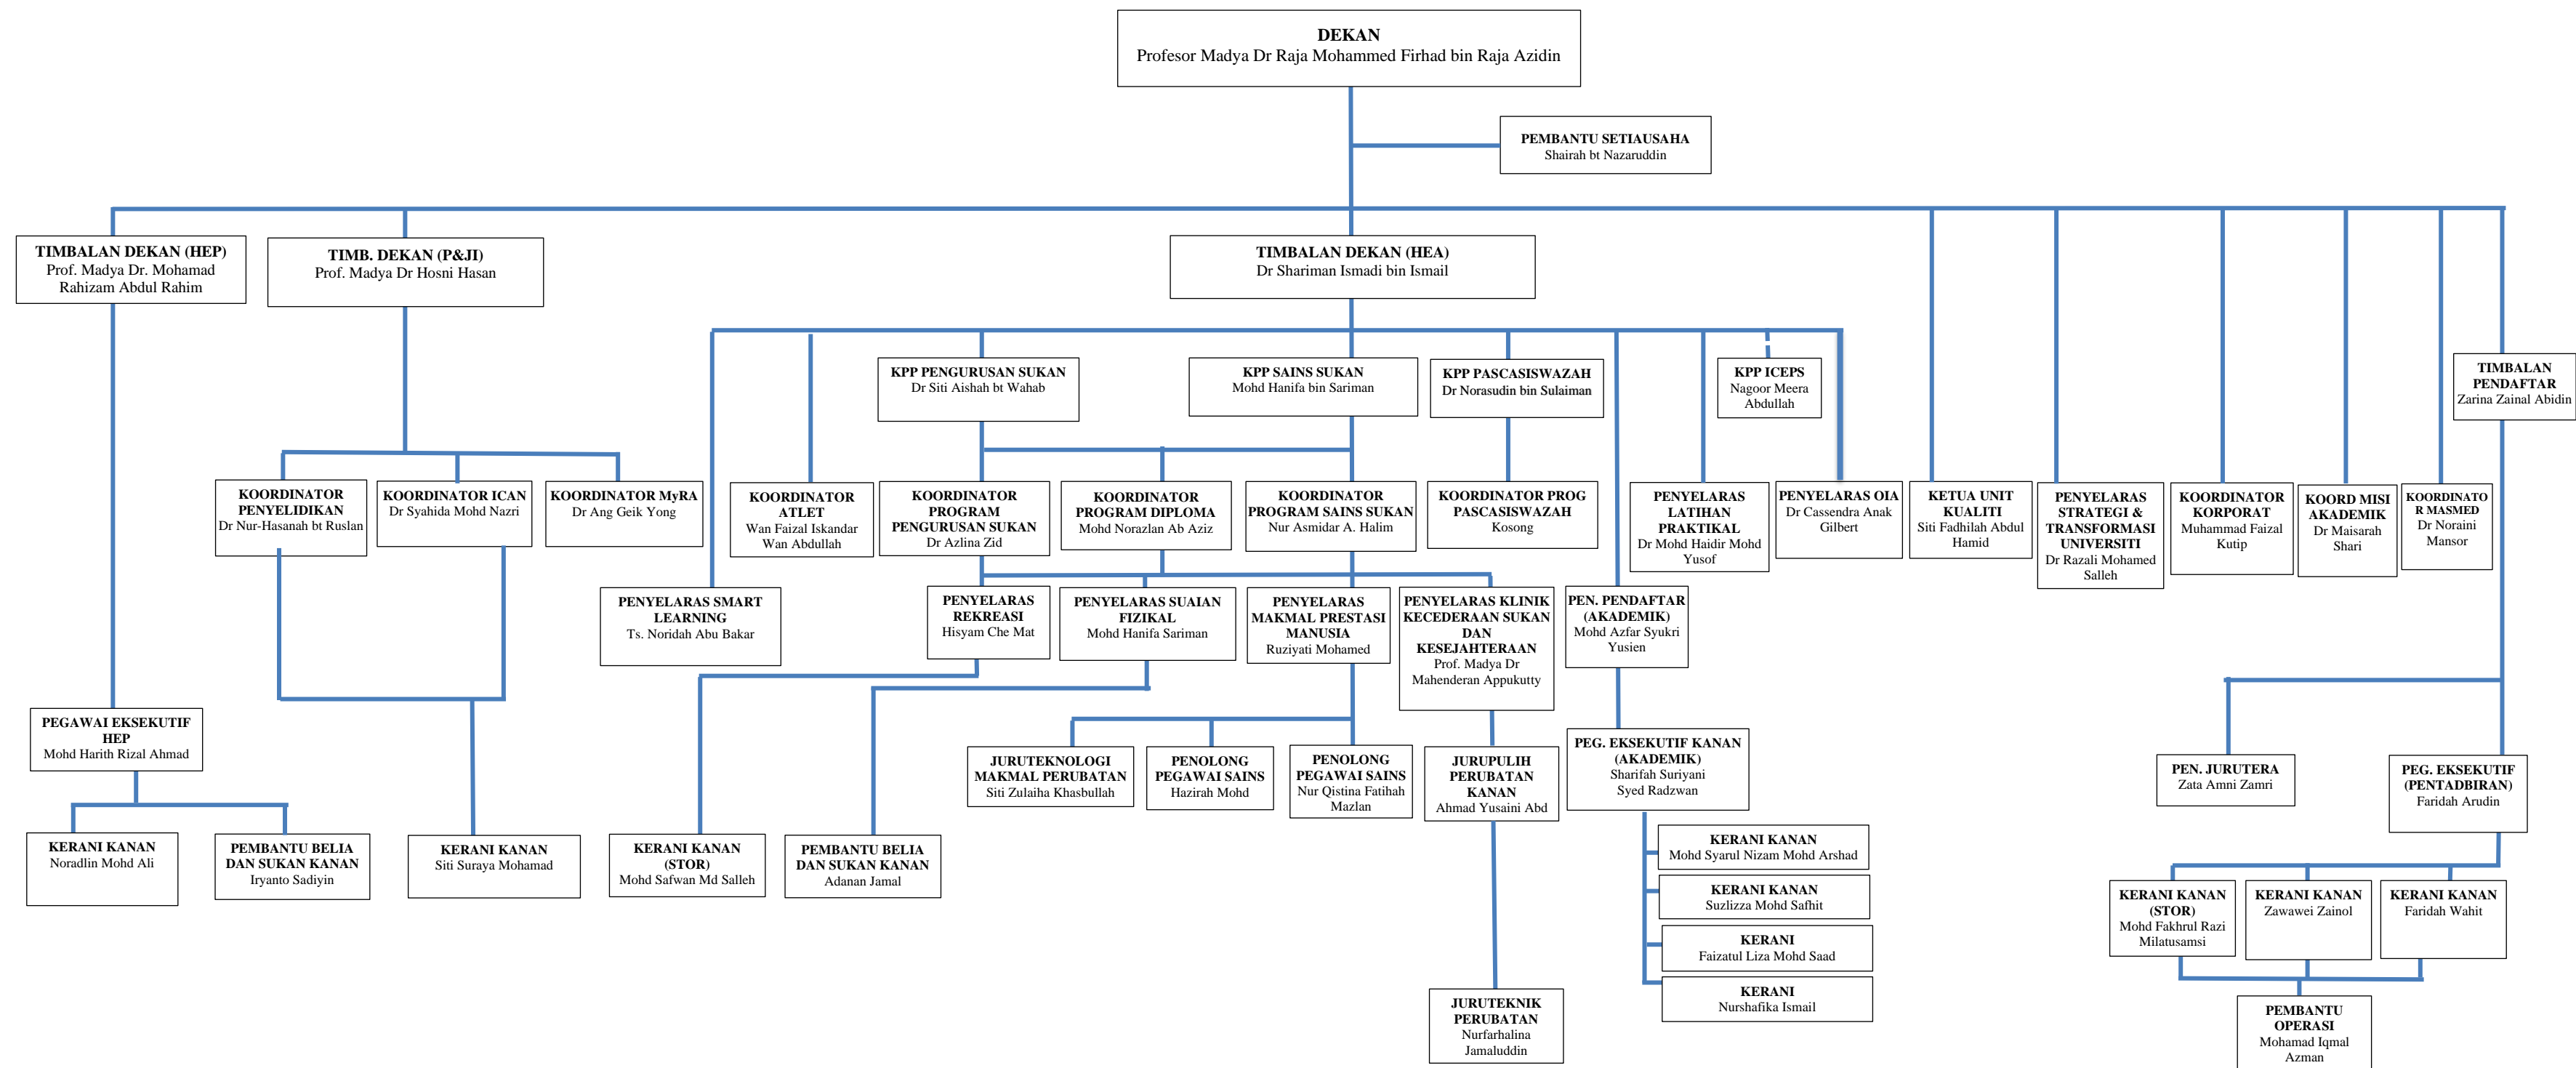 DEKAN
Profesor Madya Dr Raja Mohammed Firhad bin Raja Azidin
PEMBANTU SETIAUSAHA
Shairah bt Nazaruddin
TIMBALAN DEKAN (HEP)
Prof. Madya Dr. Mohamad
Rahizam Abdul Rahim
TIMB. DEKAN (P&JI)
Prof. Madya Dr Hosni Hasan
TIMBALAN DEKAN (HEA)
Dr Shariman Ismadi bin Ismail
KPP PENGURUSAN SUKAN
Dr Siti Aishah bt Wahab
KPP SAINS SUKAN
Mohd Hanifa bin Sariman
KPP PASCASISWAZAH
Dr Norasudin bin Sulaiman
KPP ICEPS
Nagoor Meera
Abdullah
TIMBALAN
PENDAFTAR
Zarina Zainal Abidin
KOORDINATOR
PENYELIDIKAN
Dr Nur-Hasanah bt Ruslan
KOORDINATOR ICAN
Dr Syahida Mohd Nazri
KOORDINATOR MyRA
Dr Ang Geik Yong
KOORDINATOR
ATLET
Wan Faizal Iskandar
Wan Abdullah
KOORDINATOR
PROGRAM
PENGURUSAN SUKAN
Dr Azlina Zid
KOORDINATOR
PROGRAM DIPLOMA
Mohd Norazlan Ab Aziz
KOORDINATOR
PROGRAM SAINS SUKAN
Nur Asmidar A. Halim
KOORDINATOR PROG
PASCASISWAZAH
Kosong
PENYELARAS
LATIHAN
PRAKTIKAL
Dr Mohd Haidir Mohd
Yusof
PENYELARAS OIA
Dr Cassendra Anak
Gilbert
KETUA UNIT
KUALITI
Siti Fadhilah Abdul
Hamid
PENYELARAS
STRATEGI &
TRANSFORMASI
UNIVERSITI
Dr Razali Mohamed
Salleh
KOORDINATOR
KORPORAT
Muhammad Faizal
Kutip
KOORD MISI
AKADEMIK
Dr Maisarah
Shari
KOORDINATO
R MASMED
Dr Noraini
Mansor
PENYELARAS SMART
LEARNING
Ts. Noridah Abu Bakar
PENYELARAS
REKREASI
Hisyam Che Mat
PENYELARAS SUAIAN
FIZIKAL
Mohd Hanifa Sariman
PENYELARAS
MAKMAL PRESTASI
MANUSIA
Ruziyati Mohamed
PENYELARAS KLINIK
KECEDERAAN SUKAN
DAN
KESEJAHTERAAN
Prof. Madya Dr
Mahenderan Appukutty
PEN. PENDAFTAR
(AKADEMIK)
Mohd Azfar Syukri
Yusien
PEGAWAI EKSEKUTIF
HEP
Mohd Harith Rizal Ahmad
JURUTEKNOLOGI
MAKMAL PERUBATAN
Siti Zulaiha Khasbullah
PENOLONG
PEGAWAI SAINS
Hazirah Mohd
PENOLONG
PEGAWAI SAINS
Nur Qistina Fatihah
Mazlan
JURUPULIH
PERUBATAN
KANAN
Ahmad Yusaini Abd
PEG. EKSEKUTIF KANAN
(AKADEMIK)
Sharifah Suriyani
Syed Radzwan
PEN. JURUTERA
Zata Amni Zamri
PEG. EKSEKUTIF
(PENTADBIRAN)
Faridah Arudin
KERANI KANAN
Noradlin Mohd Ali
PEMBANTU BELIA
DAN SUKAN KANAN
Iryanto Sadiyin
KERANI KANAN
Siti Suraya Mohamad
KERANI KANAN
(STOR)
Mohd Safwan Md Salleh
PEMBANTU BELIA
DAN SUKAN KANAN
Adanan Jamal
KERANI KANAN
Mohd Syarul Nizam Mohd Arshad
KERANI KANAN
Suzlizza Mohd Safhit
KERANI
Faizatul Liza Mohd Saad
KERANI
Nurshafika Ismail
KERANI KANAN
(STOR)
Mohd Fakhrul Razi
Milatusamsi
KERANI KANAN
Zawawei Zainol
KERANI KANAN
Faridah Wahit
JURUTEKNIK
PERUBATAN
Nurfarhalina
Jamaluddin
PEMBANTU
OPERASI
Mohamad Iqmal
Azman